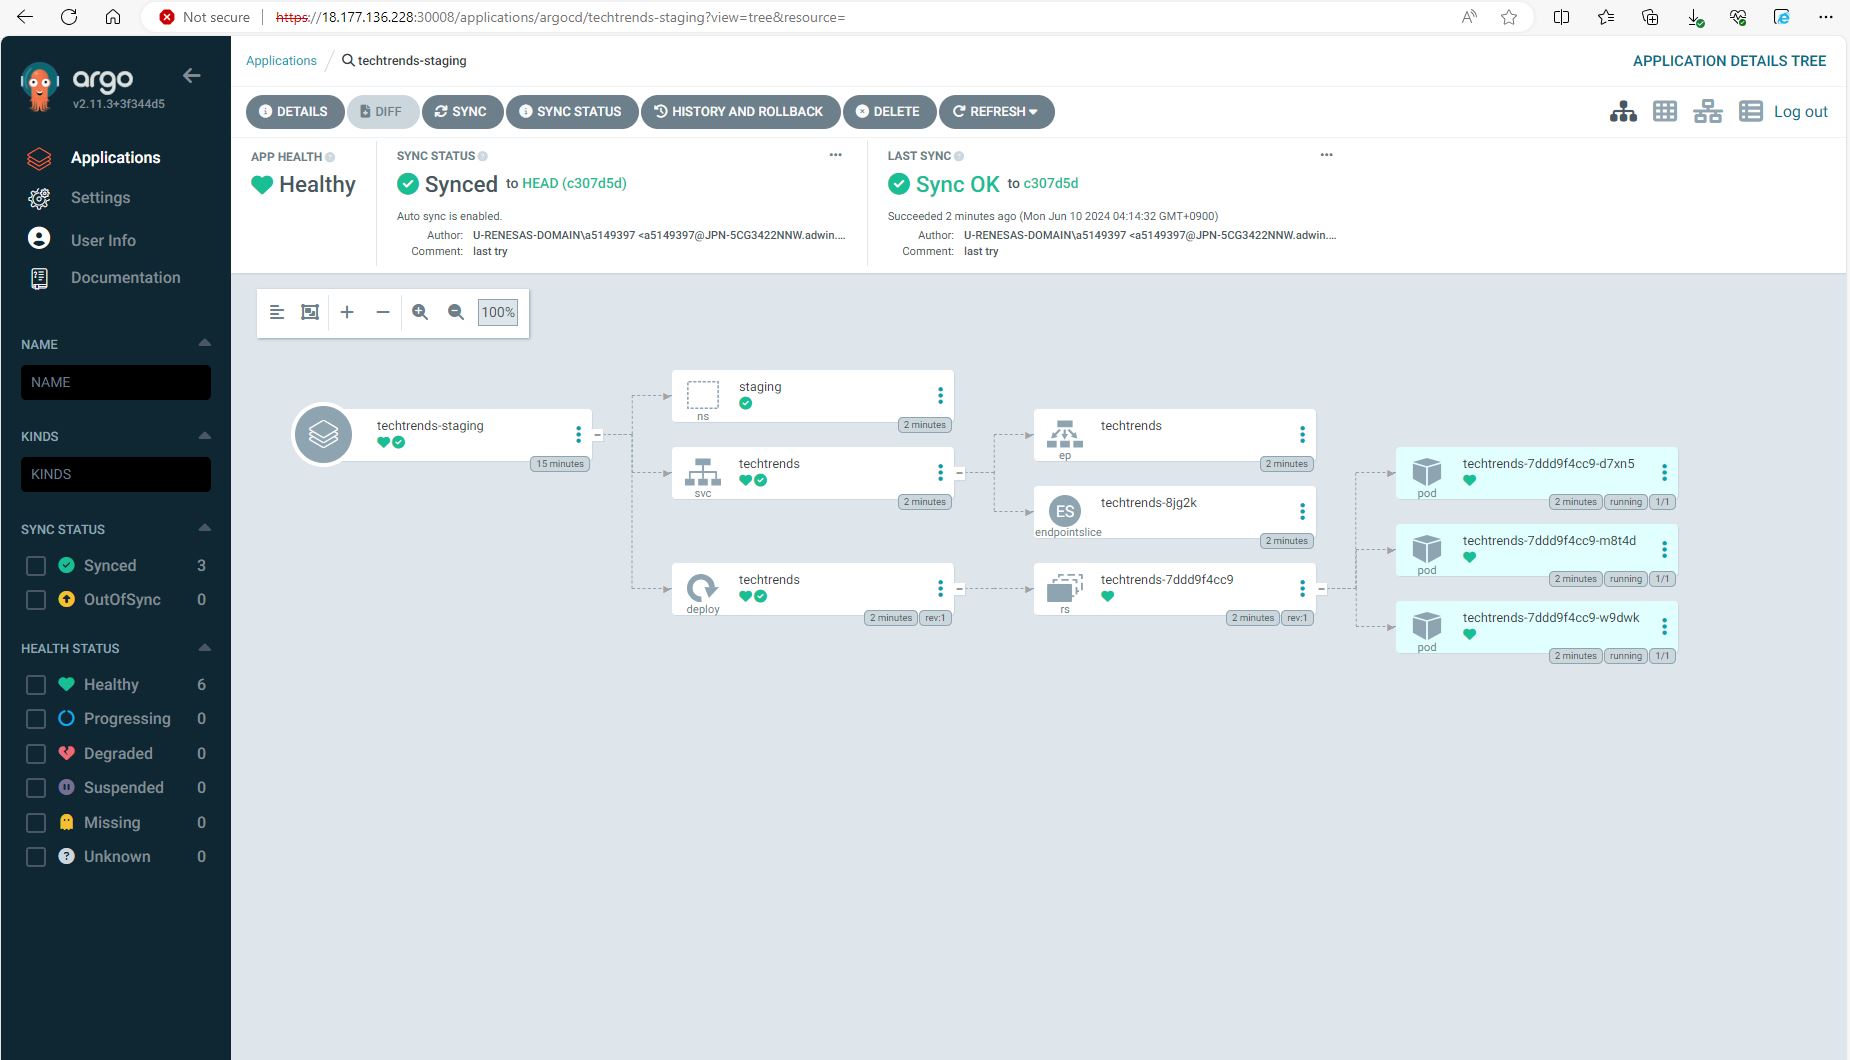 Not secure
https://18.177.136.228:30008/applications/argocd/techtrends-staging?view=tree&resource=
argo
v2.11.3+3f344d5
Applications
Settings
User Info
Documentation
NAME
NAME
KINDS
KINDS
SYNC STATUS
Synced 3
OutOfSync 0
HEALTH STATUS
Healthy 6
Progressing 0
Degraded 0
Suspended 0
Missing 0
Unknown 0
Applications / techtrends-staging
APPLICATION DETAILS TREE
DETAILS DIFF SYNC SYNC STATUS HISTORY AND ROLLBACK DELETE REFRESH
Log out
APP HEALTH
Healthy
SYNC STATUS
Synced to HEAD (c307d5d)
Auto sync is enabled.
Author: U-RENESAS-DOMAIN\a5149397 <a5149397@JPN-5CG3422NNW.adwin....
Comment: last try
LAST SYNC
Sync OK to c307d5d
Succeeded 2 minutes ago (Mon Jun 10 2024 04:14:32 GMT+0900)
Author: U-RENESAS-DOMAIN\a5149397 <a5149397@JPN-5CG3422NNW.adwin....
Comment: last try
100%
techtrends-staging
15 minutes
staging
ns
2 minutes
techtrends
svc
2 minutes
techtrends
deploy
2 minutes rev:1
techtrends
ep
2 minutes
ES
techtrends-8jg2k
endpointslice
2 minutes
techtrends-7ddd9f4cc9
rs
2 minutes rev:1
techtrends-7ddd9f4cc9-d7xn5
pod
2 minutes running 1/1
techtrends-7ddd9f4cc9-m8t4d
pod
2 minutes running 1/1
techtrends-7ddd9f4cc9-w9dwk
pod
2 minutes running 1/1